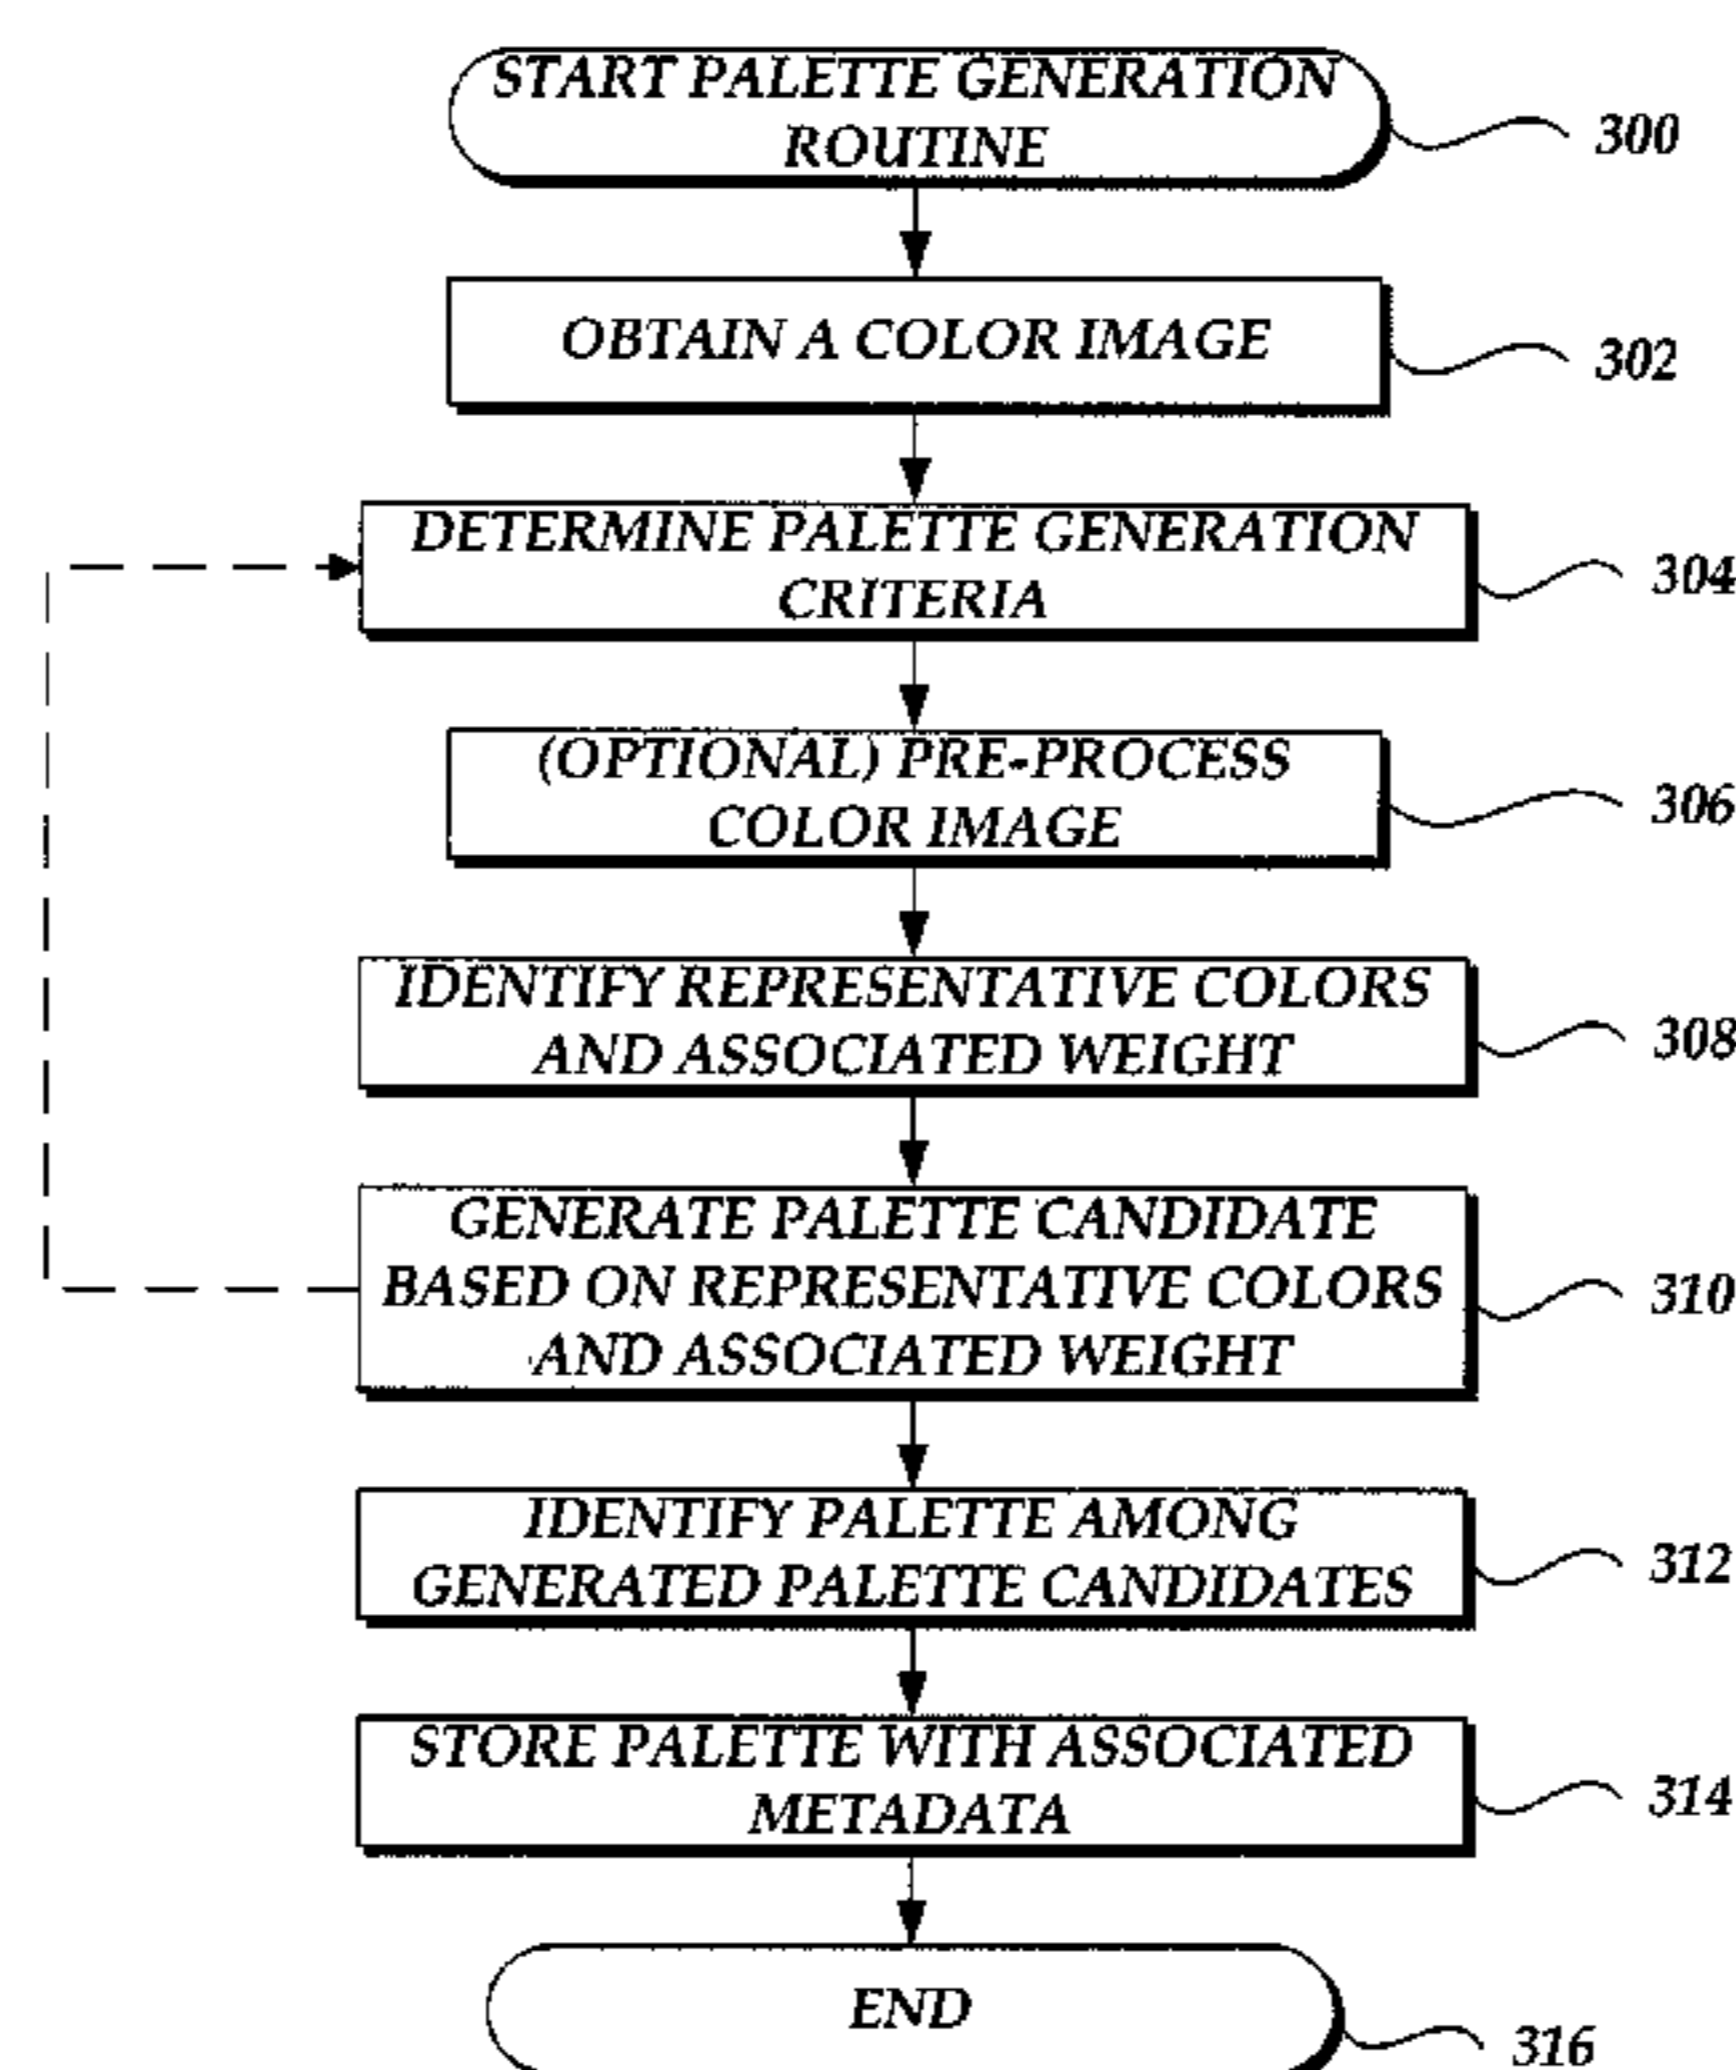 START PALETTE GENERATION
ROUTINE
300
OBTAIN A COLOR IMAGE
302
DETERMINE PALETTE GENERATION
CRITERIA
304
(OPTIONAL) PRE-PROCESS
COLOR IMAGE
306
IDENTIFY REPRESENTATIVE COLORS
AND ASSOCIATED WEIGHT
308
GENERATE PALETTE CANDIDATE
BASED ON REPRESENTATIVE COLORS
AND ASSOCIATED WEIGHT
310
IDENTIFY PALETTE AMONG
GENERATED PALETTE CANDIDATES
312
STORE PALETTE WITH ASSOCIATED
METADATA
314
END
316